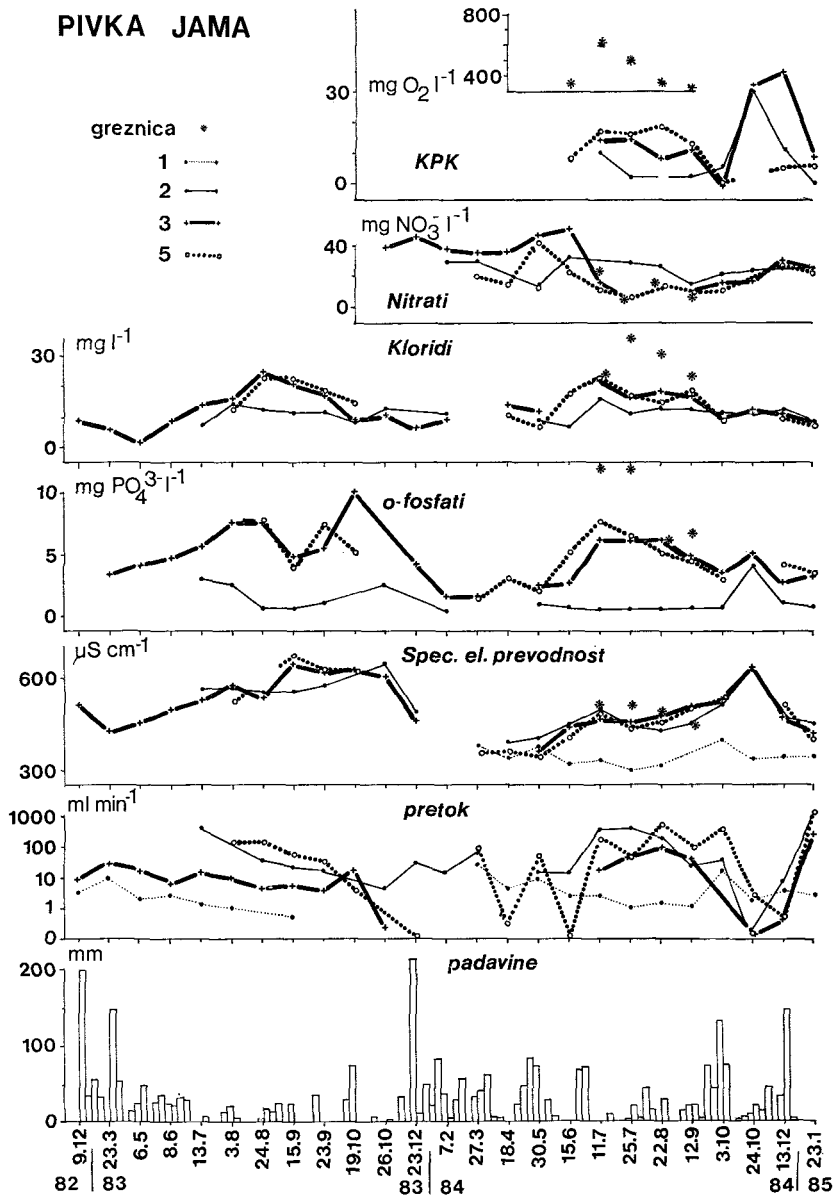 PIVKA JAMA
greznica *
1
2
3
5
800
400
mg O₂ l⁻¹
30
0
KPK
mg NO₃⁻ l⁻¹
40
0
Nitrati
mg l⁻¹
Kloridi
30
0
mg PO₄³⁻ l⁻¹
o-fosfati
10
5
0
µS cm⁻¹
Spec. el. prevodnost
600
300
ml min⁻¹
pretok
1000
100
10
1
0
mm
padavine
200
100
0
9.12 23.3 6.5 8.6 13.7 3.8 24.8 15.9 23.9 19.10 26.10 23.12 7.2 27.3 18.4 30.5 15.6 11.7 25.7 22.8 12.9 3.10 24.10 13.12 23.1
82 | 83 83 | 84 84 | 85